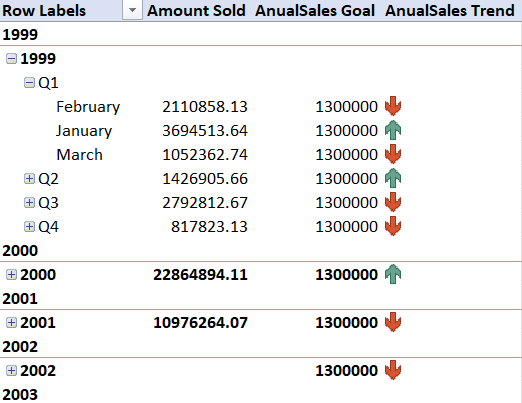 Row Labels Amount Sold AnualSales Goal AnualSales Trend
1999
1999
Q1
February 2110858.13 1300000
January 3694513.64 1300000
March 1052362.74 1300000
Q2 1426905.66 1300000
Q3 2792812.67 1300000
Q4 817823.13 1300000
2000
2000 22864894.11 1300000
2001
2001 10976264.07 1300000
2002
2002 1300000
2003